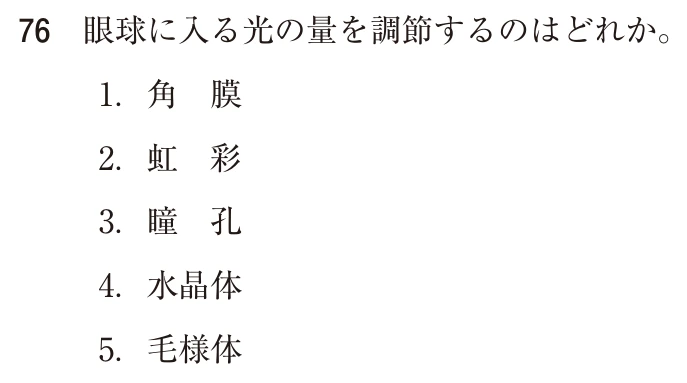 76 眼球に入る光の量を調節するのはどれか。
1. 角　膜
2. 虹　彩
3. 瞳　孔
4. 水晶体
5. 毛様体